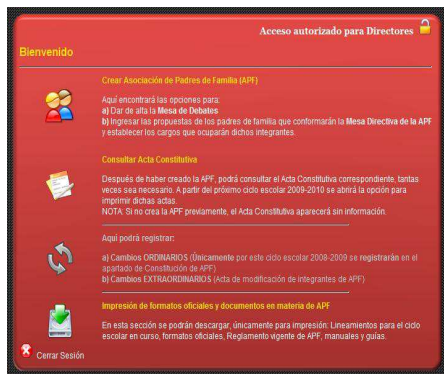 Acceso autorizado para Directores
Bienvenido
Crear Asociación de Padres de Familia (APF)
Aquí encontrará las opciones para:
a) Dar de alta la Mesa de Debates
b) Ingresar las propuestas de los padres de familia que conformarán la Mesa Directiva de la APF
y establecer los cargos que ocuparán dichos integrantes.
Consultar Acta Constitutiva
Después de haber creado la APF, podrá consultar el Acta Constitutiva correspondiente, tantas
veces sea necesario. A partir del próximo ciclo escolar 2009-2010 se abrirá la opción para
imprimir dichas actas.
NOTA: Si no crea la APF previamente, el Acta Constitutiva aparecerá sin información.
Aquí podrá registrar:
a) Cambios ORDINARIOS (Únicamente por este ciclo escolar 2008-2009 se registrarán en el
apartado de Constitución de APF)
b) Cambios EXTRAORDINARIOS (Acta de modificación de integrantes de APF)
Impresión de formatos oficiales y documentos en materia de APF
En esta sección se podrán descargar, únicamente para impresión: Lineamientos para el ciclo
escolar en curso, formatos oficiales, Reglamento vigente de APF, manuales y guías.
Cerrar Sesión